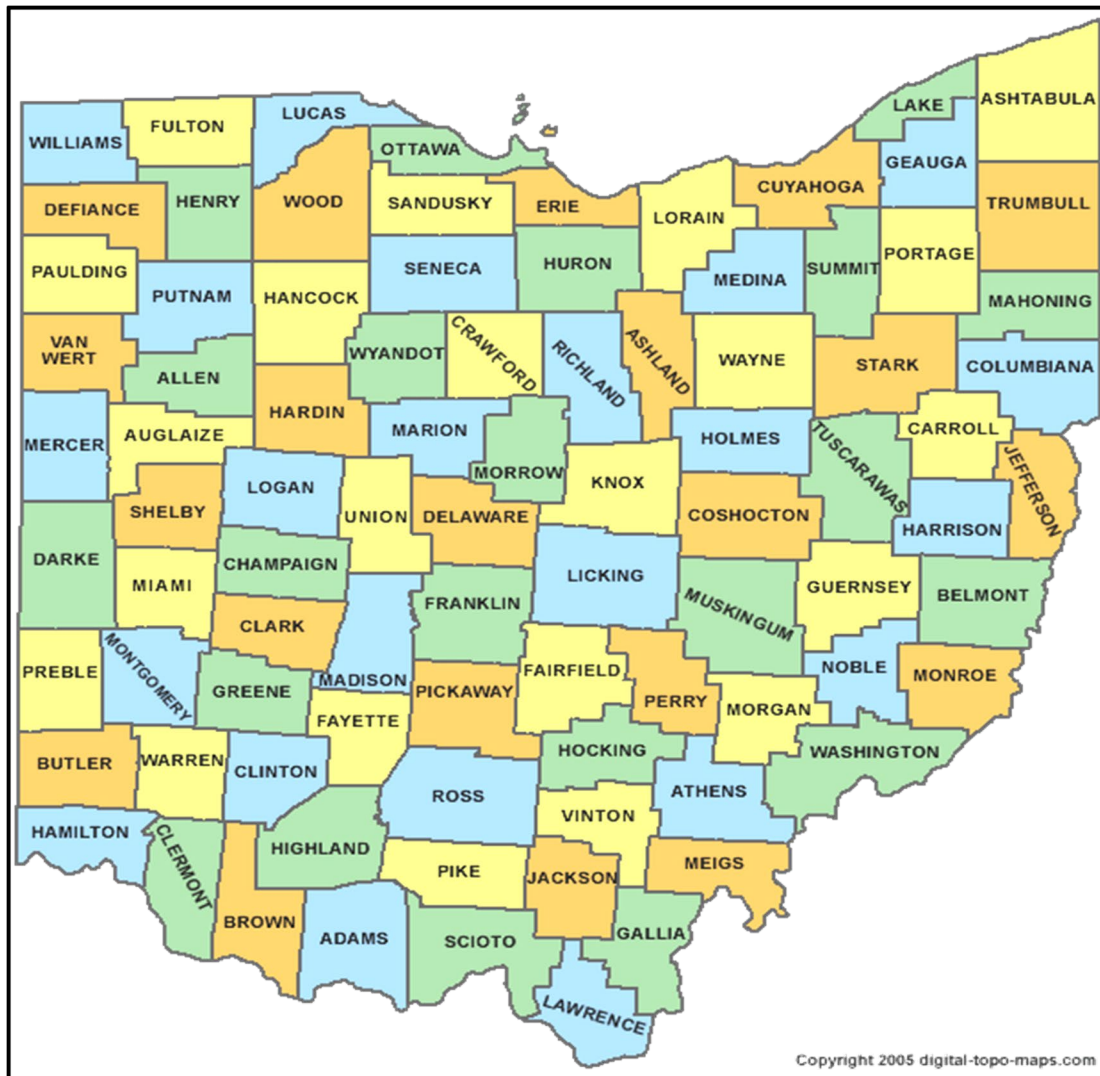 LAKE
ASHTABULA
WILLIAMS
FULTON
LUCAS
OTTAWA
GEAUGA
CUYAHOGA
DEFIANCE
HENRY
WOOD
SANDUSKY
ERIE
LORAIN
TRUMBULL
PAULDING
PUTNAM
HANCOCK
SENECA
HURON
MEDINA
SUMMIT
PORTAGE
MAHONING
VAN
WERT
ALLEN
WYANDOT
CRAWFORD
RICHLAND
ASHLAND
WAYNE
STARK
COLUMBIANA
MERCER
AUGLAIZE
HARDIN
MARION
MORROW
HOLMES
TUSCARAWAS
CARROLL
JEFFERSON
SHELBY
LOGAN
UNION
DELAWARE
KNOX
COSHOCTON
HARRISON
DARKE
MIAMI
CHAMPAIGN
FRANKLIN
LICKING
MUSKINGUM
GUERNSEY
BELMONT
CLARK
PREBLE
MONTGOMERY
GREENE
MADISON
PICKAWAY
FAIRFIELD
PERRY
MORGAN
NOBLE
MONROE
FAYETTE
BUTLER
WARREN
CLINTON
ROSS
HOCKING
ATHENS
WASHINGTON
HAMILTON
CLERMONT
HIGHLAND
PIKE
VINTON
JACKSON
MEIGS
BROWN
ADAMS
SCIOTO
GALLIA
LAWRENCE
Copyright 2005 digital-topo-maps.com